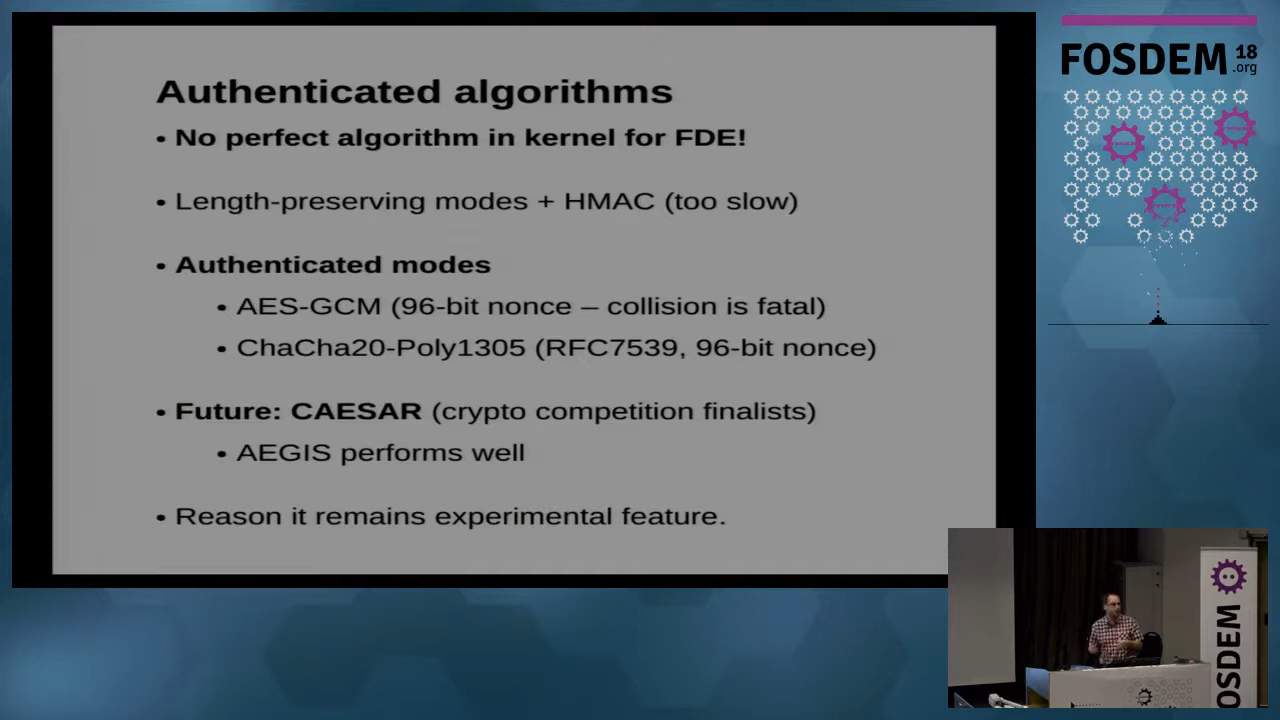 Authenticated algorithms
• No perfect algorithm in kernel for FDE!
• Length-preserving modes + HMAC (too slow)
• Authenticated modes
• AES-GCM (96-bit nonce – collision is fatal)
• ChaCha20-Poly1305 (RFC7539, 96-bit nonce)
• Future: CAESAR (crypto competition finalists)
• AEGIS performs well
• Reason it remains experimental feature.
FOSDEM 18
.org
FOSDEM